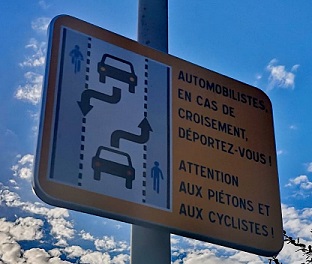 AUTOMOBILISTES,
EN CAS DE
CROISEMENT,
DÉPORTEZ-VOUS !
ATTENTION
AUX PIÉTONS ET
AUX CYCLISTES !